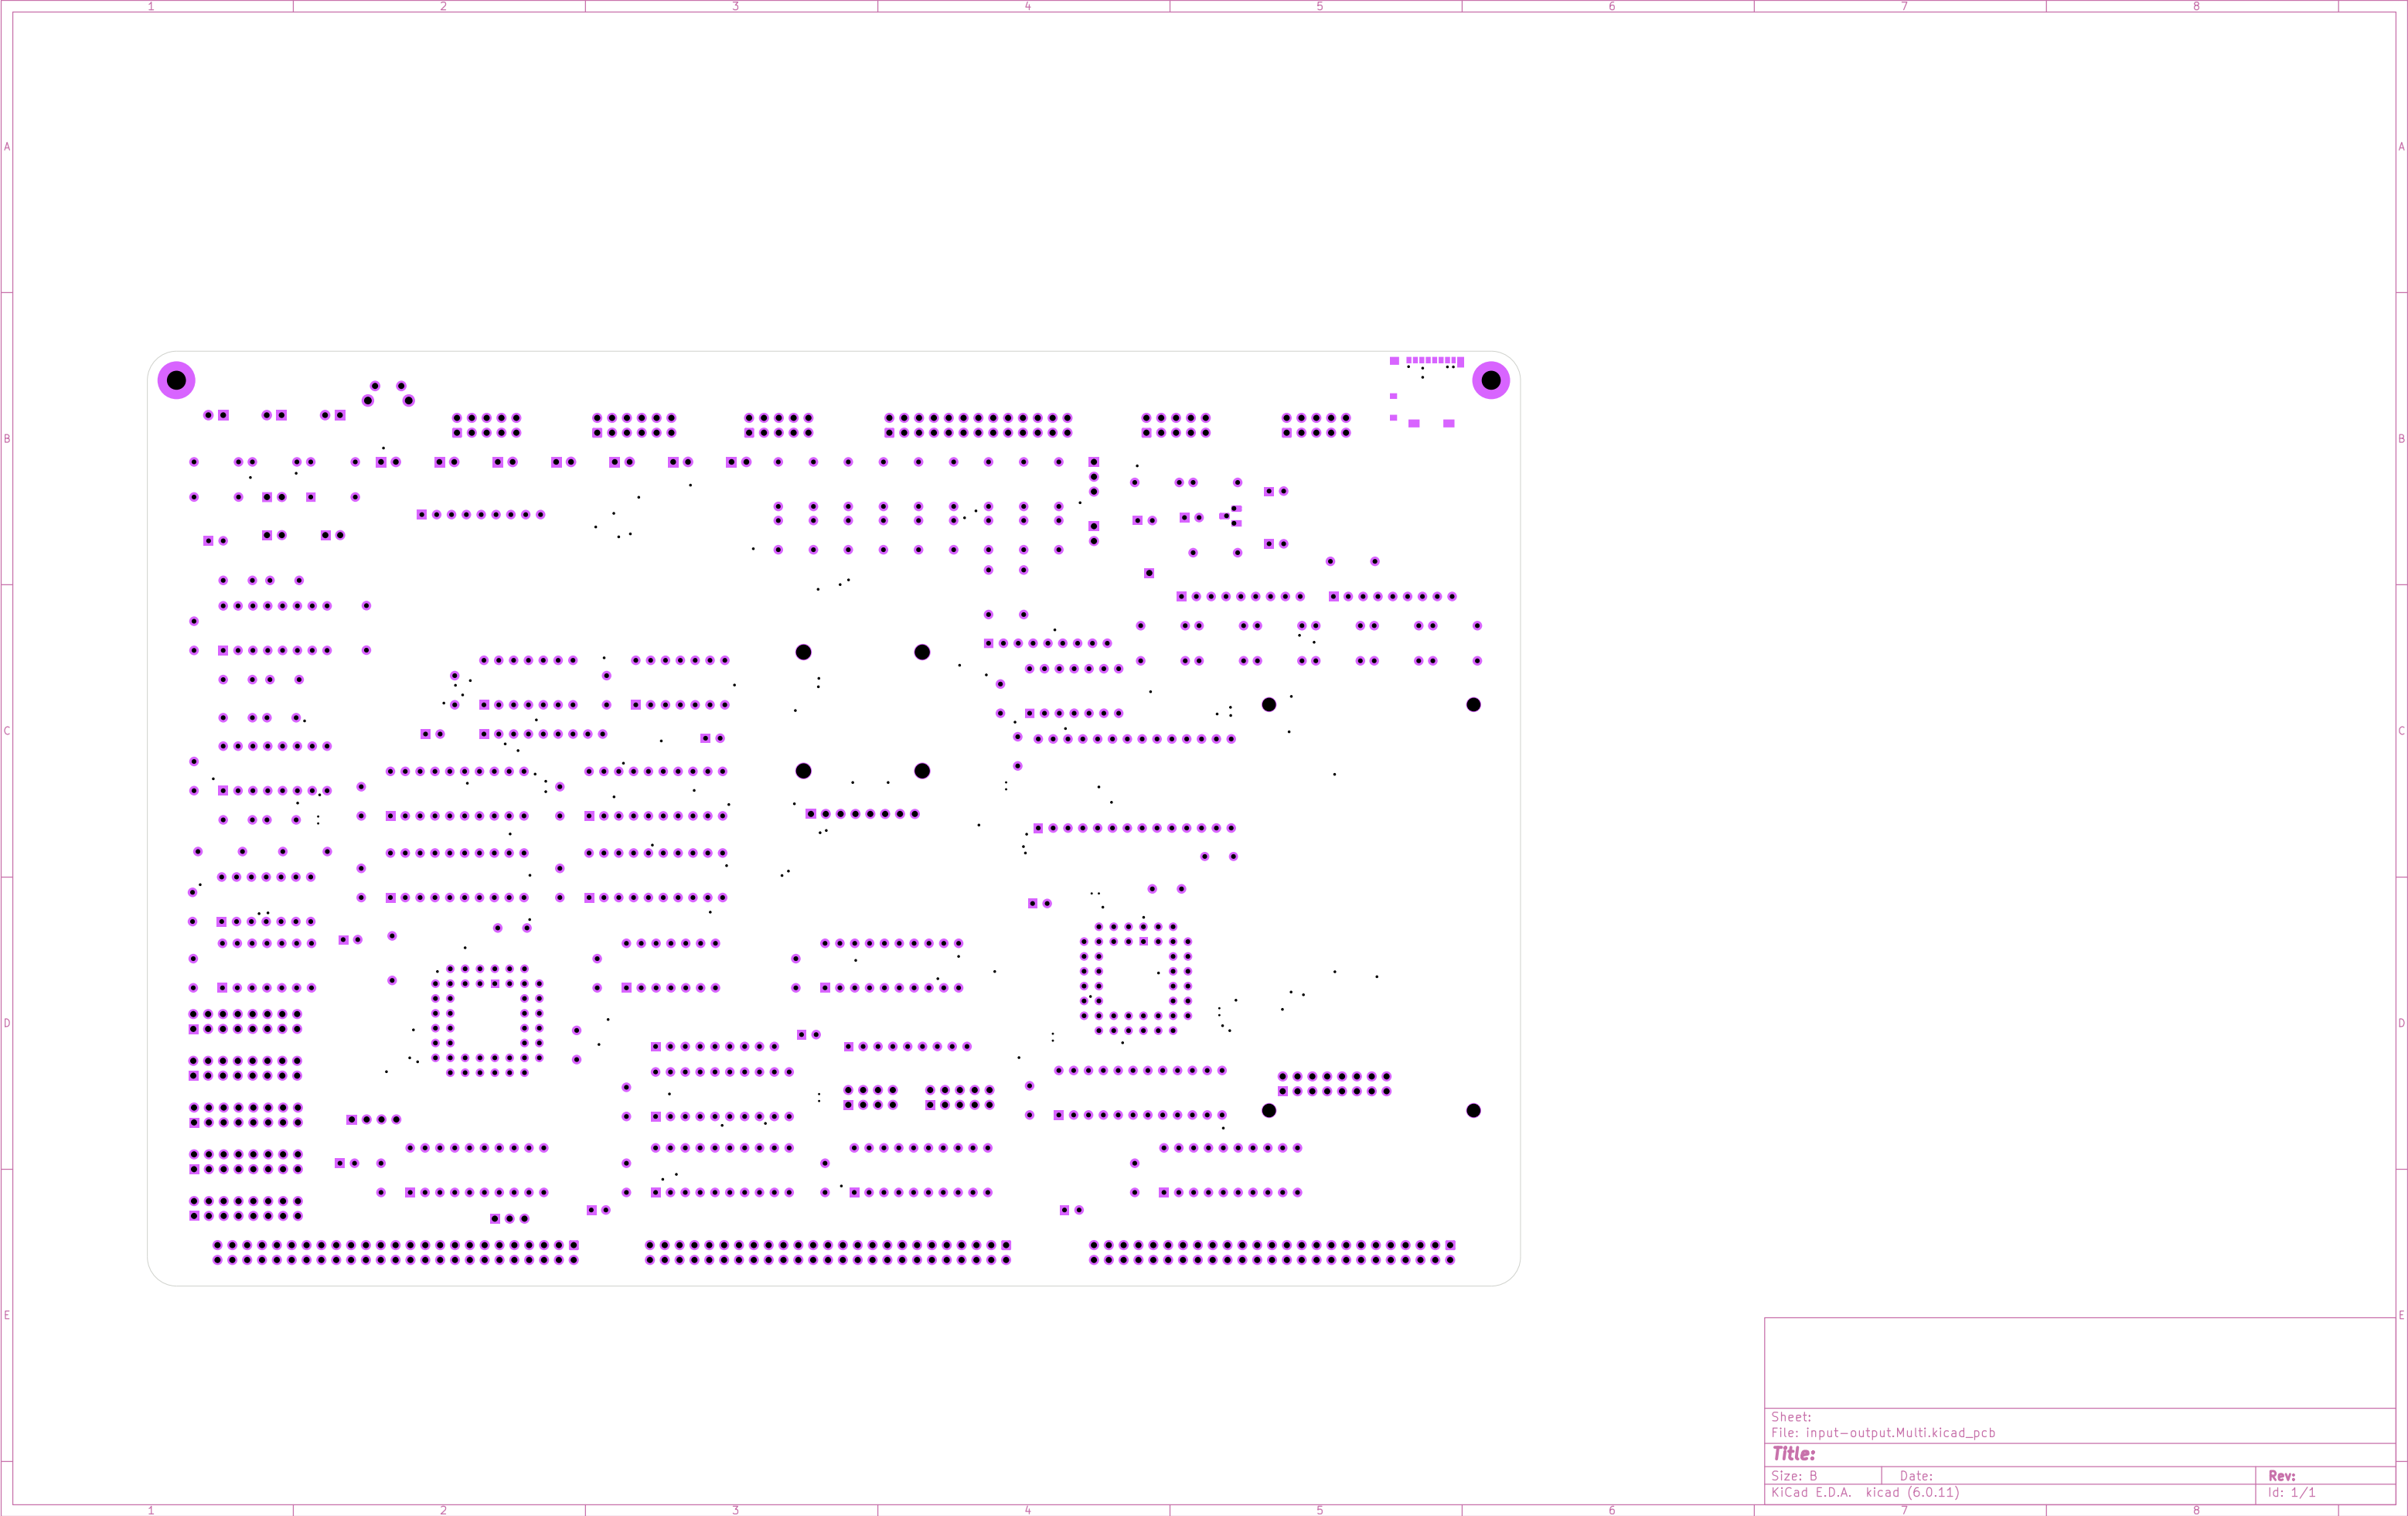 1 2 3 4 5 6 7 8
A A
B B
C C
D D
E E
Sheet:
File: input-output.Multi.kicad_pcb
Title:
Size: B Date: Rev:
KiCad E.D.A. kicad (6.0.11) Id: 1/1
1 2 3 4 5 6 7 8